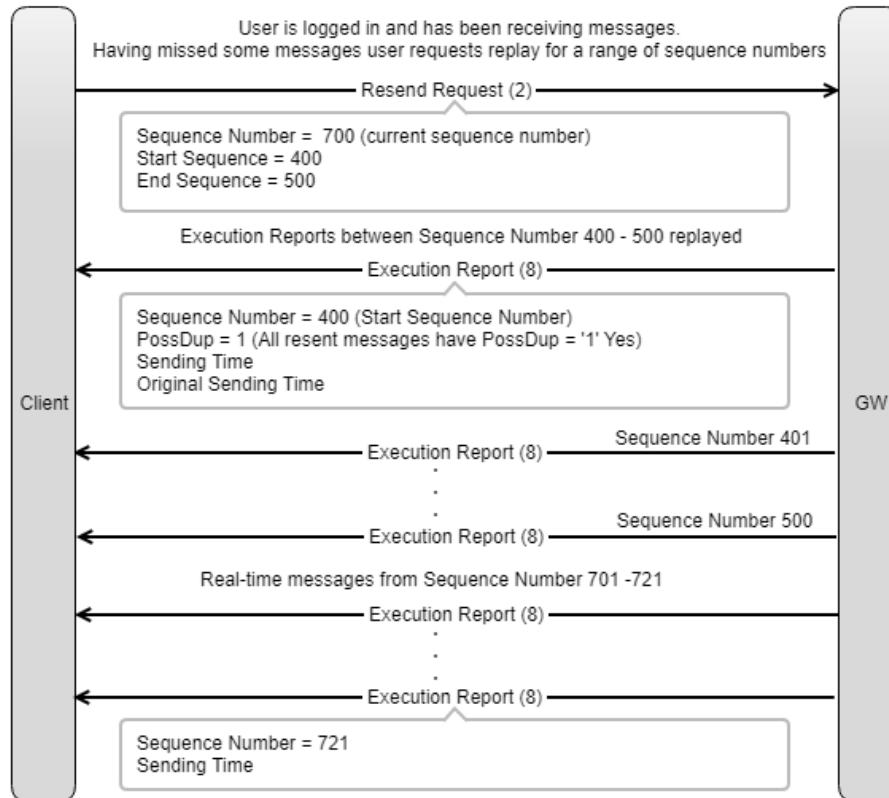 User is logged in and has been receiving messages.
Having missed some messages user requests replay for a range of sequence numbers
Resend Request (2)
Sequence Number =  700 (current sequence number)
Start Sequence = 400
End Sequence = 500
Execution Reports between Sequence Number 400 - 500 replayed
Execution Report (8)
Sequence Number = 400 (Start Sequence Number)
PossDup = 1 (All resent messages have PossDup = '1' Yes)
Sending Time
Original Sending Time
Client
GW
Sequence Number 401
Execution Report (8)
.
.
.
Sequence Number 500
Execution Report (8)
Real-time messages from Sequence Number 701 -721
Execution Report (8)
.
.
.
Execution Report (8)
Sequence Number = 721
Sending Time